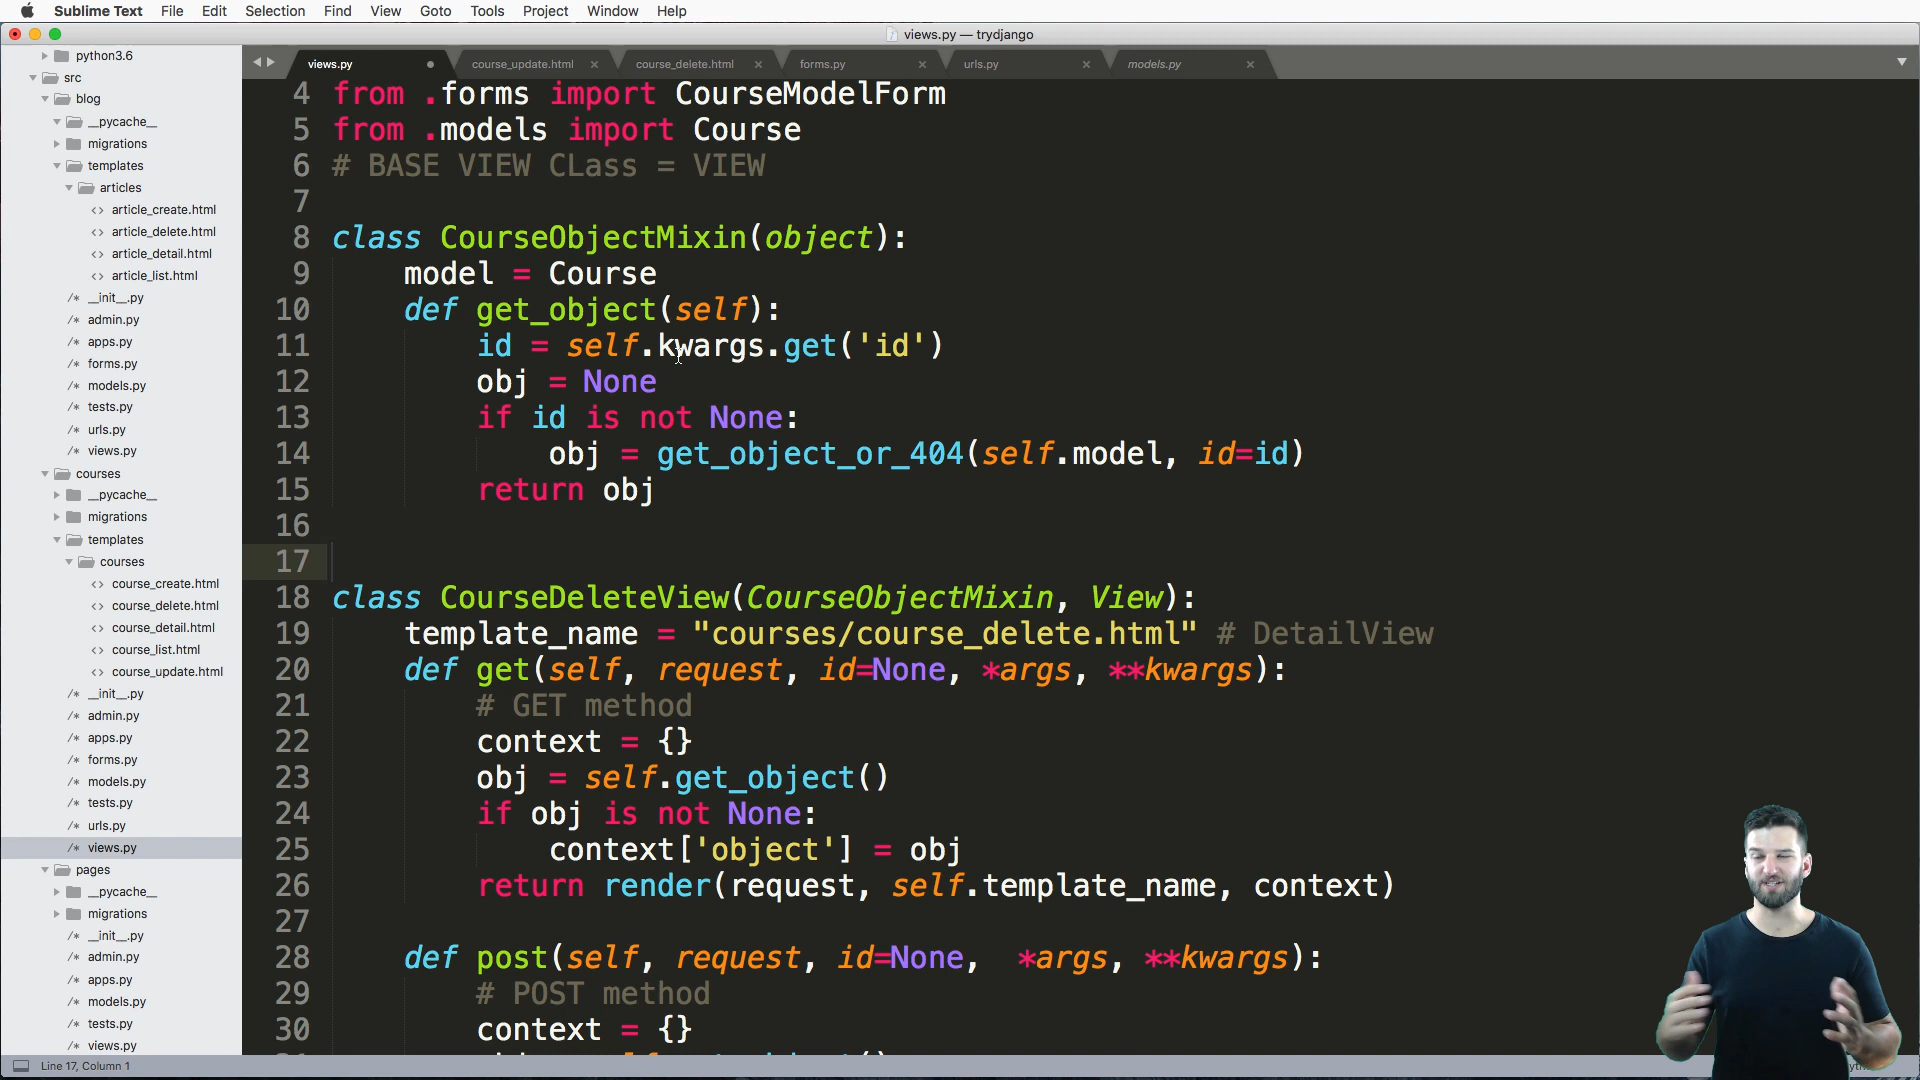 Sublime Text File Edit Selection Find View Goto Tools Project Window Help
views.py — trydjango
python3.6
src
blog
__pycache__
migrations
templates
articles
article_create.html
article_delete.html
article_detail.html
article_list.html
__init__.py
admin.py
apps.py
forms.py
models.py
tests.py
urls.py
views.py
courses
__pycache__
migrations
templates
courses
course_create.html
course_delete.html
course_detail.html
course_list.html
course_update.html
__init__.py
admin.py
apps.py
forms.py
models.py
tests.py
urls.py
views.py
pages
__pycache__
migrations
__init__.py
admin.py
apps.py
models.py
tests.py
views.py
views.py course_update.html course_delete.html forms.py urls.py models.py
4 from .forms import CourseModelForm
5 from .models import Course
6 # BASE VIEW CLass = VIEW
7
8 class CourseObjectMixin(object):
9 model = Course
10 def get_object(self):
11 id = self.kwargs.get('id')
12 obj = None
13 if id is not None:
14 obj = get_object_or_404(self.model, id=id)
15 return obj
16
17
18 class CourseDeleteView(CourseObjectMixin, View):
19 template_name = "courses/course_delete.html" # DetailView
20 def get(self, request, id=None, *args, **kwargs):
21 # GET method
22 context = {}
23 obj = self.get_object()
24 if obj is not None:
25 context['object'] = obj
26 return render(request, self.template_name, context)
27
28 def post(self, request, id=None, *args, **kwargs):
29 # POST method
30 context = {}
Line 17, Column 1